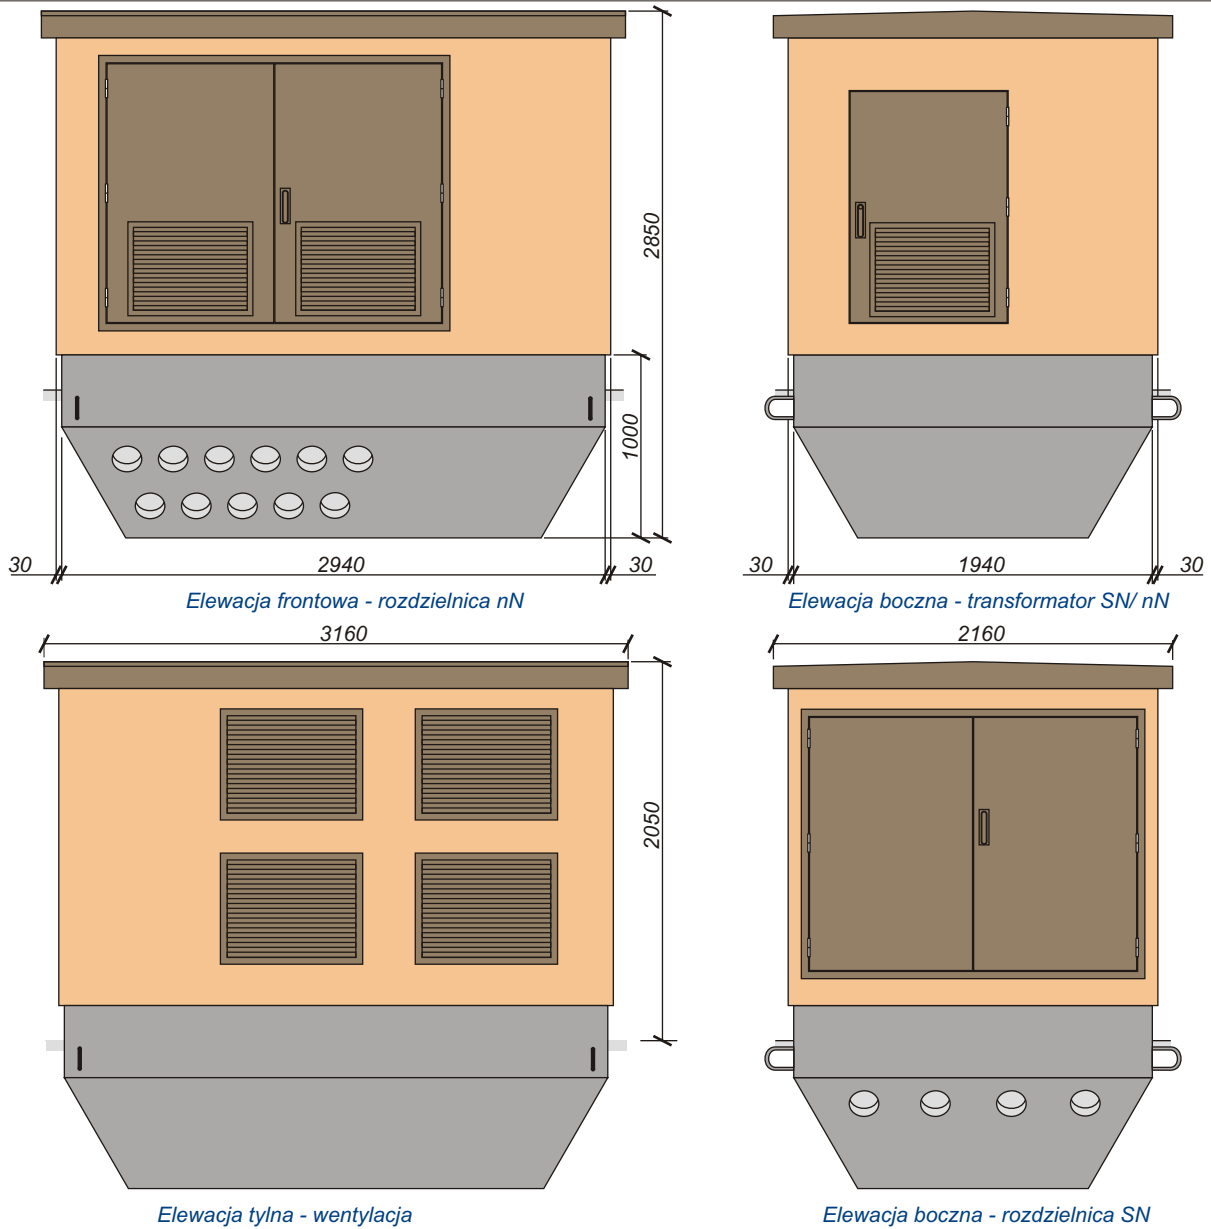 2850
1000
30
2940
30
30
1940
30
Elewacja frontowa - rozdzielnica nN
Elewacja boczna - transformator SN/ nN
3160
2160
2050
Elewacja tylna - wentylacja
Elewacja boczna - rozdzielnica SN